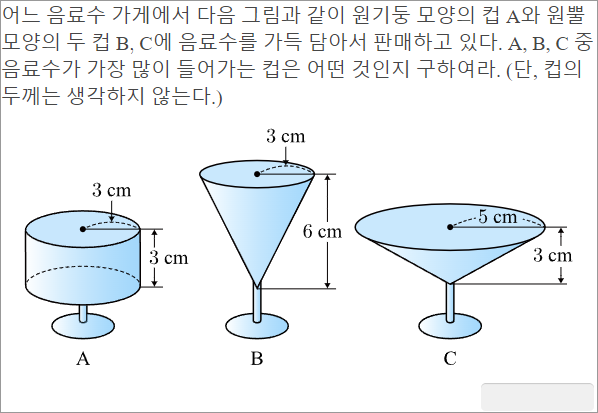 어느 음료수 가게에서 다음 그림과 같이 원기둥 모양의 컵 A와 원뿔
모양의 두 컵 B, C에 음료수를 가득 담아서 판매하고 있다. A, B, C 중
음료수가 가장 많이 들어가는 컵은 어떤 것인지 구하여라. (단, 컵의
두께는 생각하지 않는다.)
3 cm
3 cm
6 cm
3 cm
5 cm
3 cm
A
B
C